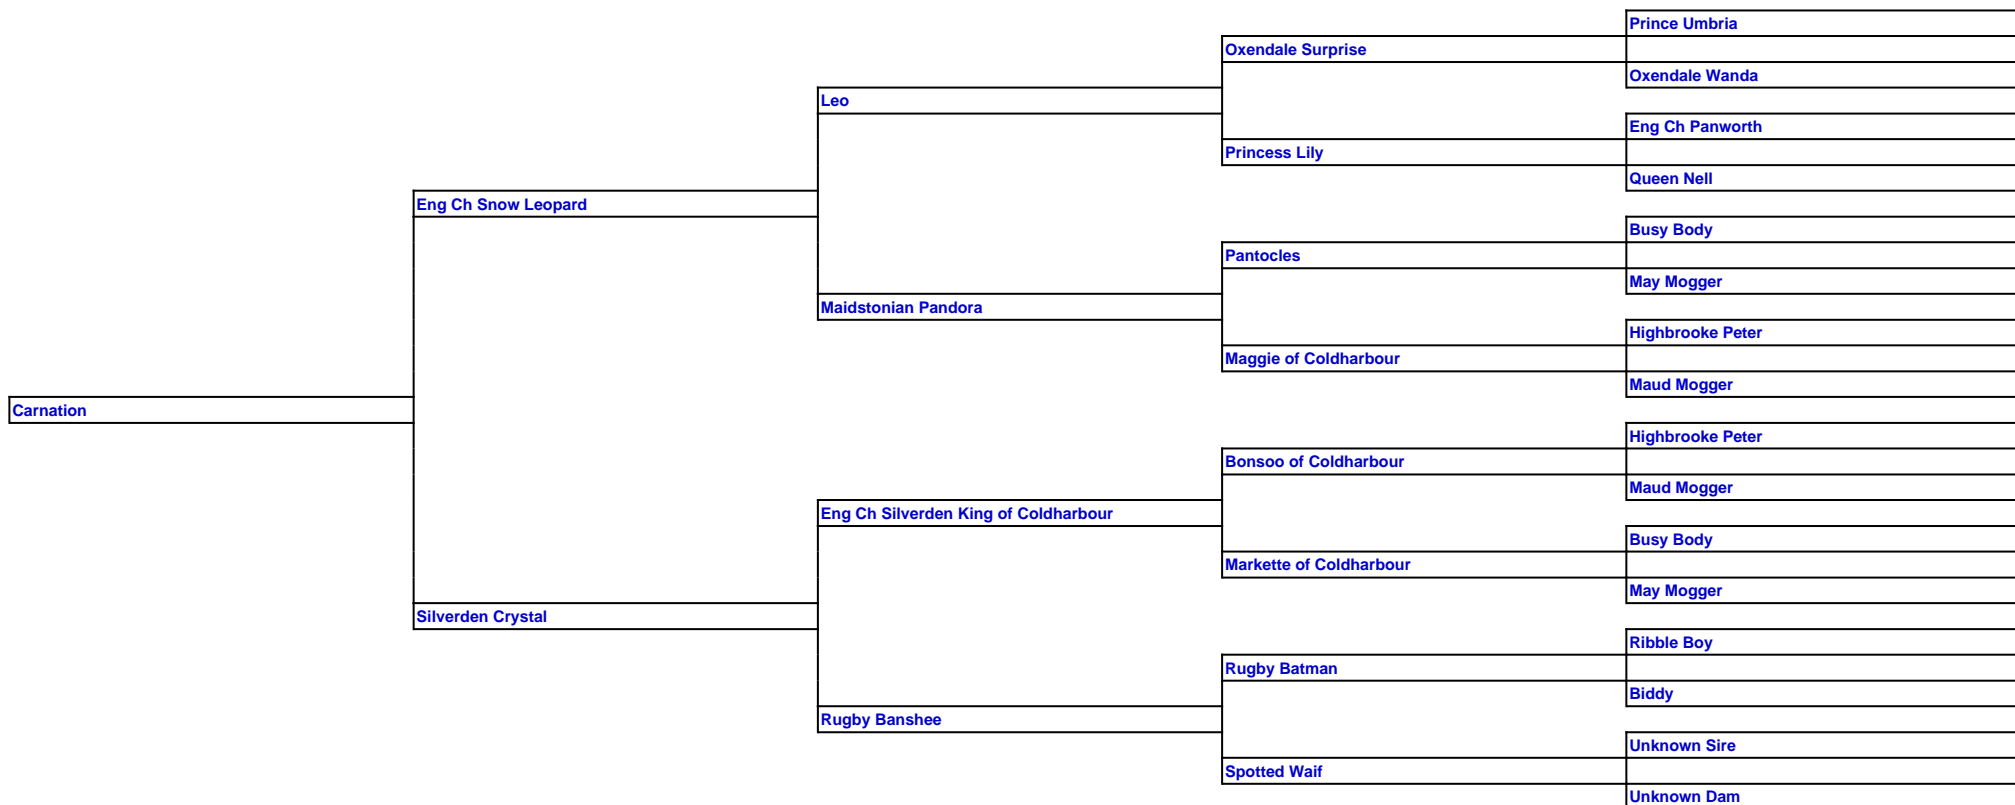 Prince Umbria
Oxendale Surprise
Oxendale Wanda
Leo
Eng Ch Panworth
Princess Lily
Queen Nell
Eng Ch Snow Leopard
Busy Body
Pantocles
May Mogger
Maidstonian Pandora
Highbrooke Peter
Maggie of Coldharbour
Maud Mogger
Carnation
Highbrooke Peter
Bonsoo of Coldharbour
Maud Mogger
Eng Ch Silverden King of Coldharbour
Busy Body
Markette of Coldharbour
May Mogger
Silverden Crystal
Ribble Boy
Rugby Batman
Biddy
Rugby Banshee
Unknown Sire
Spotted Waif
Unknown Dam